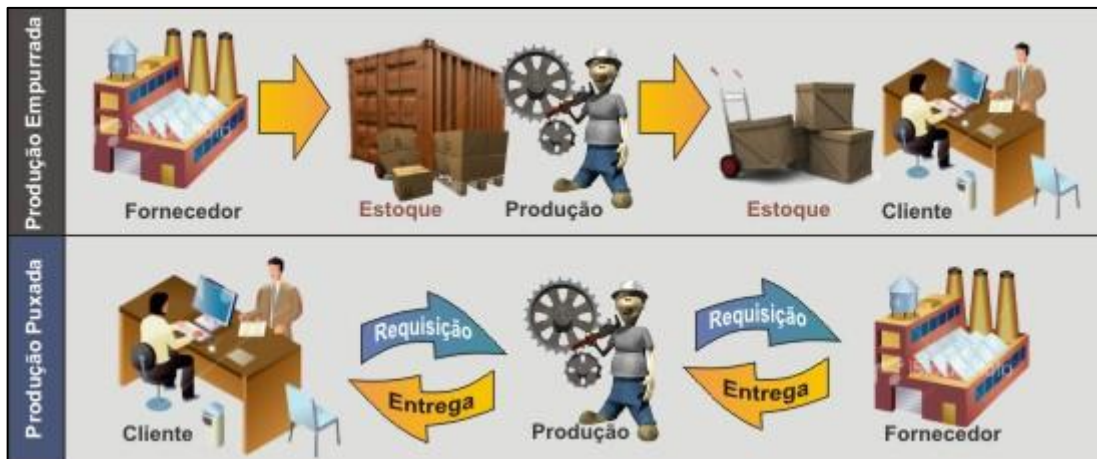 Produção Empurrada
Fornecedor
Estoque
Produção
Estoque
Cliente
Produção Puxada
Requisição
Requisição
Entrega
Entrega
Cliente
Produção
Fornecedor